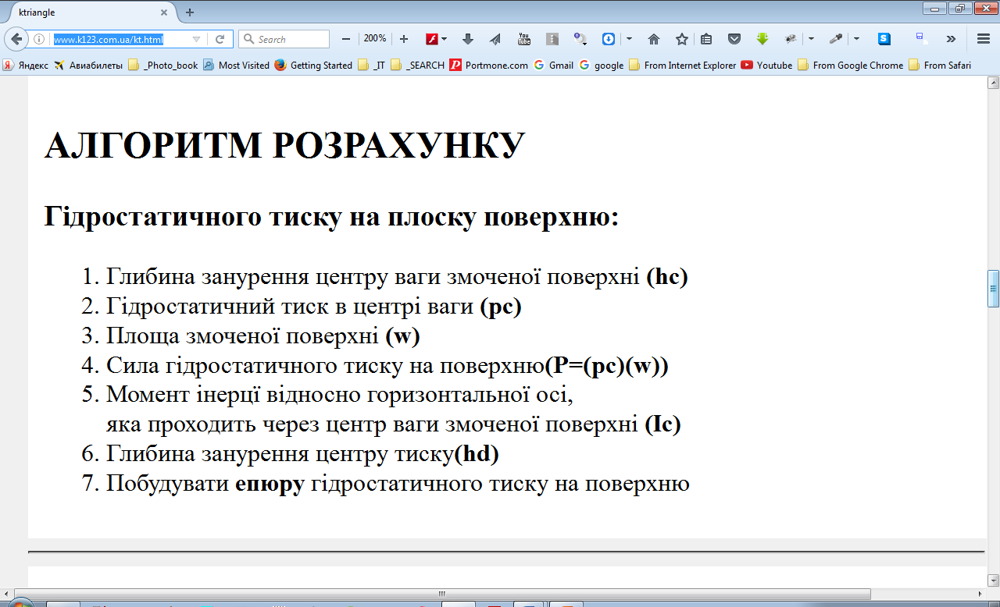 ktriangle
www.k123.com.ua/kt.html
Search
200%
You Tube
S
Яндекс
Авиабилеты
_Photo_book
Most Visited
Getting Started
_IT
_SEARCH
Portmone.com
Gmail
google
From Internet Explorer
Youtube
From Google Chrome
From Safari
АЛГОРИТМ РОЗРАХУНКУ
Гідростатичного тиску на плоску поверхню:
1. Глибина занурення центру ваги змоченої поверхні (hc)
2. Гідростатичний тиск в центрі ваги (pc)
3. Площа змоченої поверхні (w)
4. Сила гідростатичного тиску на поверхню(P=(pc)(w))
5. Момент інерцї відносно горизонтальної осі,
яка проходить через центр ваги змоченої поверхні (Ic)
6. Глибина занурення центру тиску(hd)
7. Побудувати епюру гідростатичного тиску на поверхню